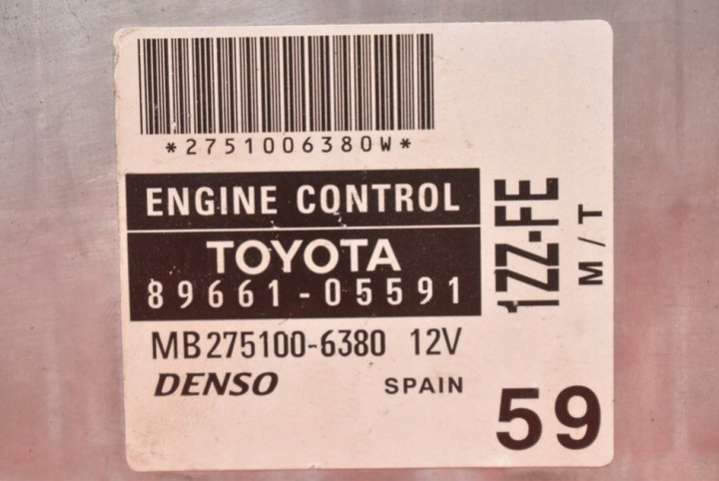 *2751006380W*
ENGINE CONTROL
TOYOTA
89661-05591
MB275100-6380 12V
DENSO SPAIN
1ZZ-FE
M/T
59